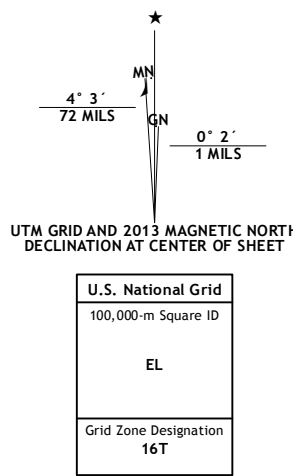 ★
MN
4° 3´
72 MILS
GN
0° 2´
1 MILS
UTM GRID AND 2013 MAGNETIC NORTH
DECLINATION AT CENTER OF SHEET
U.S. National Grid
100,000-m Square ID
EL
Grid Zone Designation
16T